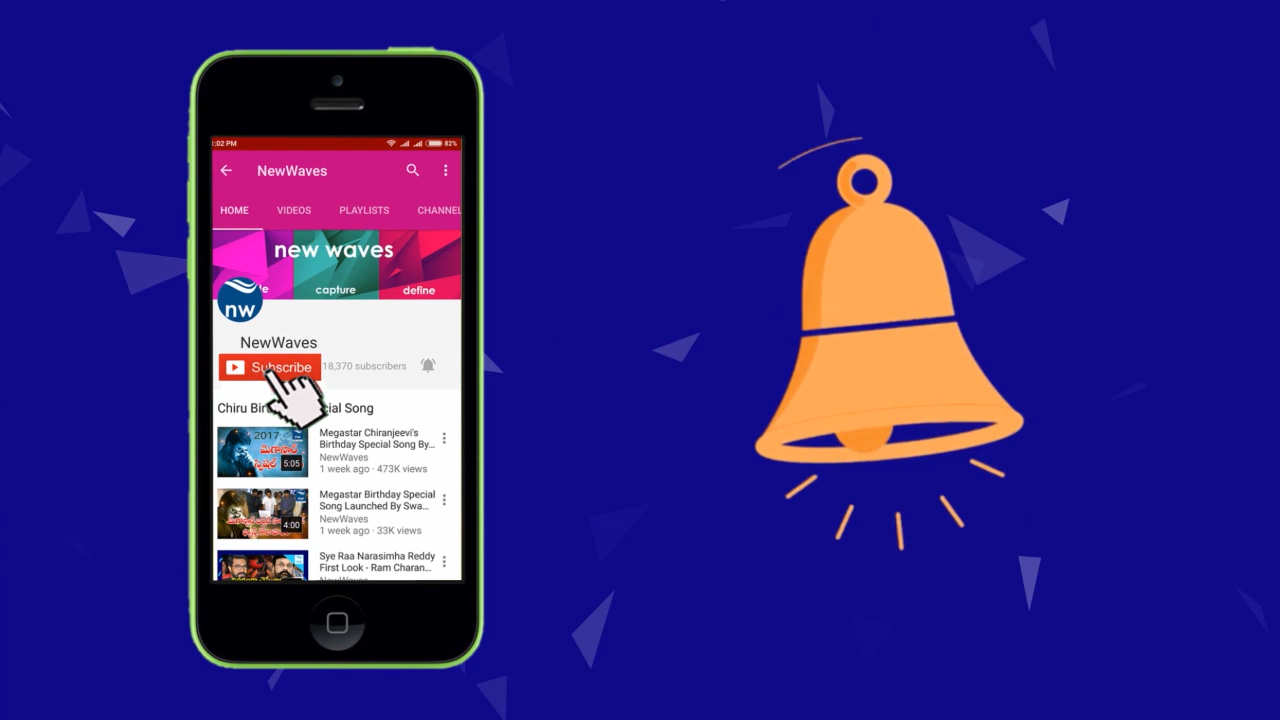 1:02 PM
82%
NewWaves
HOME VIDEOS PLAYLISTS CHANNEL
new waves
capture
define
nw
NewWaves
Subscribe
18,370 subscribers
Chiru
Song
2017
5:05
Megastar Chiranjeevi's
Birthday Special Song By...
NewWaves
1 week ago · 473K views
4:00
Megastar Birthday Special
Song Launched By Swa...
NewWaves
1 week ago · 33K views
Sye Raa Narasimha Reddy
First Look - Ram Charan...